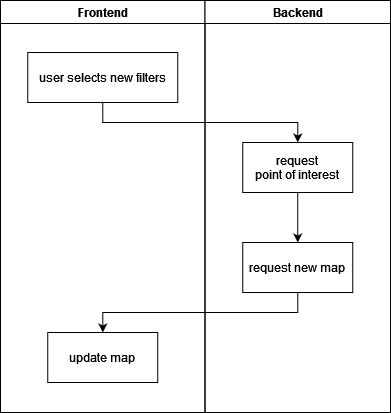 Frontend
Backend
user selects new filters
request
point of interest
request new map
update map